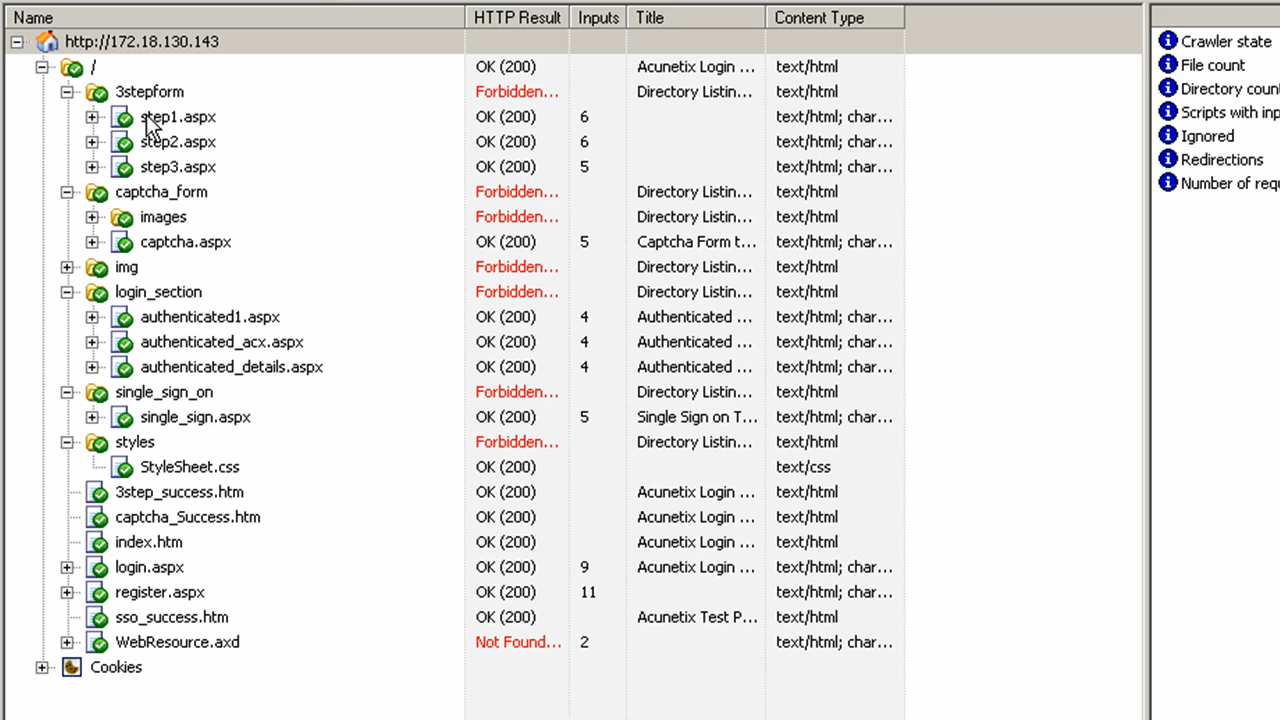 Name HTTP Result Inputs Title Content Type
http://172.18.130.143
/ OK (200) Acunetix Login ... text/html
3stepform Forbidden... Directory Listin... text/html
step1.aspx OK (200) 6 text/html; char...
step2.aspx OK (200) 6 text/html; char...
step3.aspx OK (200) 5 text/html; char...
captcha_form Forbidden... Directory Listin... text/html
images Forbidden... Directory Listin... text/html
captcha.aspx OK (200) 5 Captcha Form t... text/html; char...
img Forbidden... Directory Listin... text/html
login_section Forbidden... Directory Listin... text/html
authenticated1.aspx OK (200) 4 Authenticated ... text/html; char...
authenticated_acx.aspx OK (200) 4 Authenticated ... text/html; char...
authenticated_details.aspx OK (200) 4 Authenticated ... text/html; char...
single_sign_on Forbidden... Directory Listin... text/html
single_sign.aspx OK (200) 5 Single Sign on T... text/html; char...
styles Forbidden... Directory Listin... text/html
StyleSheet.css OK (200) text/css
3step_success.htm OK (200) Acunetix Login ... text/html
captcha_Success.htm OK (200) Acunetix Login ... text/html
index.htm OK (200) Acunetix Login ... text/html
login.aspx OK (200) 9 Acunetix Login ... text/html; char...
register.aspx OK (200) 11 text/html; char...
sso_success.htm OK (200) Acunetix Test P... text/html
WebResource.axd Not Found... 2 text/html; char...
Cookies
Crawler state
File count
Directory coun
Scripts with inp
Ignored
Redirections
Number of requ